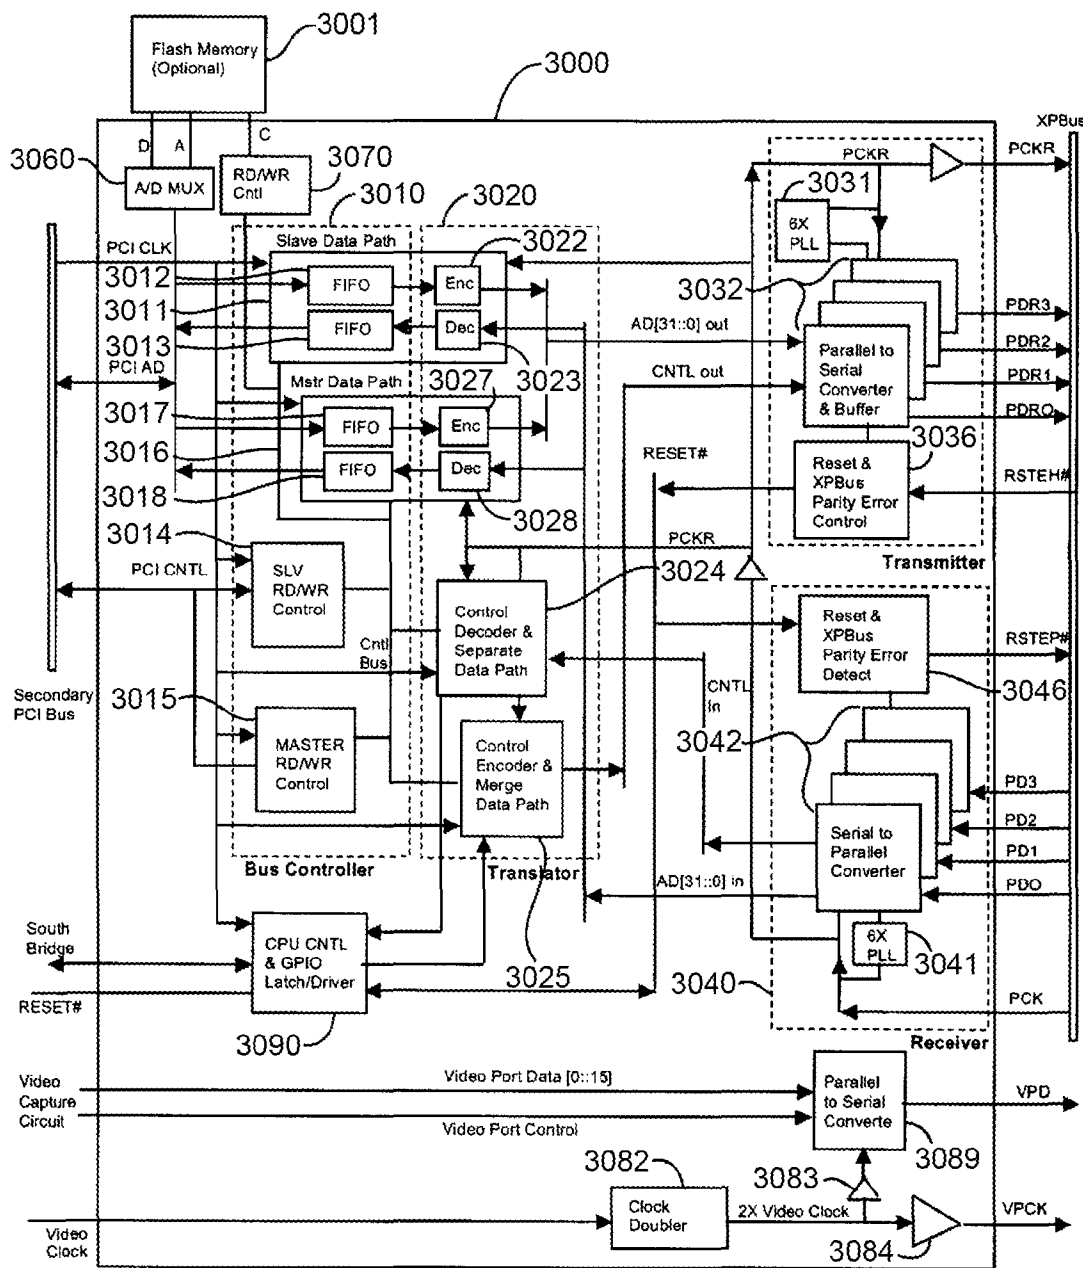 3001
Flash Memory
(Optional)
3000
D
A
C
XPBus
3060
A/D MUX
RD/WR
Cntl
3070
PCKR
PCKR
3031
6X
PLL
3010
3020
Slave Data Path
3022
PCI CLK
3012
FIFO
Enc
3011
FIFO
Dec
3013
3023
PCI AD
AD[31::0] out
3032
PDR3
PDR2
Parallel to
Serial
Converter
& Buffer
PDR1
PDRO
CNTL out
Mstr Data Path
3027
3017
FIFO
Enc
3016
FIFO
Dec
3018
3028
3036
RESET#
Reset &
XPBus
Parity Error
Control
RSTEH#
Transmitter
3014
PCI CNTL
SLV
RD/WR
Control
PCKR
3024
Control
Decoder &
Separate
Data Path
Cntl
Bus
Reset &
XPBus
Parity Error
Detect
RSTEP#
3046
Secondary
PCI Bus
3015
MASTER
RD/WR
Control
Control
Encoder &
Merge
Data Path
CNTL
In
3042
PD3
PD2
PD1
PDO
Serial to
Parallel
Converter
Bus Controller
Translator
AD[31::0] in
South
Bridge
CPU CNTL
& GPIO
Latch/Driver
3025
6X
PLL
3041
3040
RESET#
3090
PCK
Receiver
Video
Capture
Circuit
Video Port Data [0::15]
Video Port Control
Parallel
to Serial
Converte
VPD
3089
3082
3083
Clock
Doubler
2X Video Clock
VPCK
3084
Video
Clock